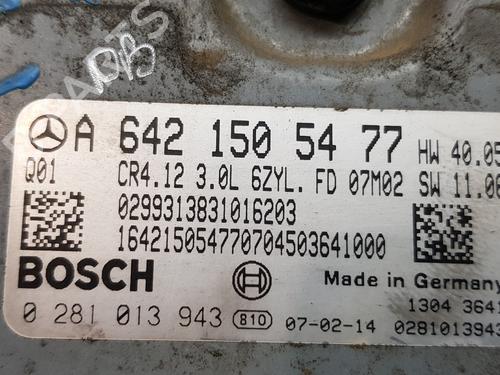 A 642 150 54 77 HW 40.05
Q01 CR4.12 3.0L 6ZYL. FD 07M02 SW 11.06
0299313831016203
164215054770704503641000
BOSCH
Made in Germany
1304 3641
0 281 013 943 810 07-02-14 0281013943